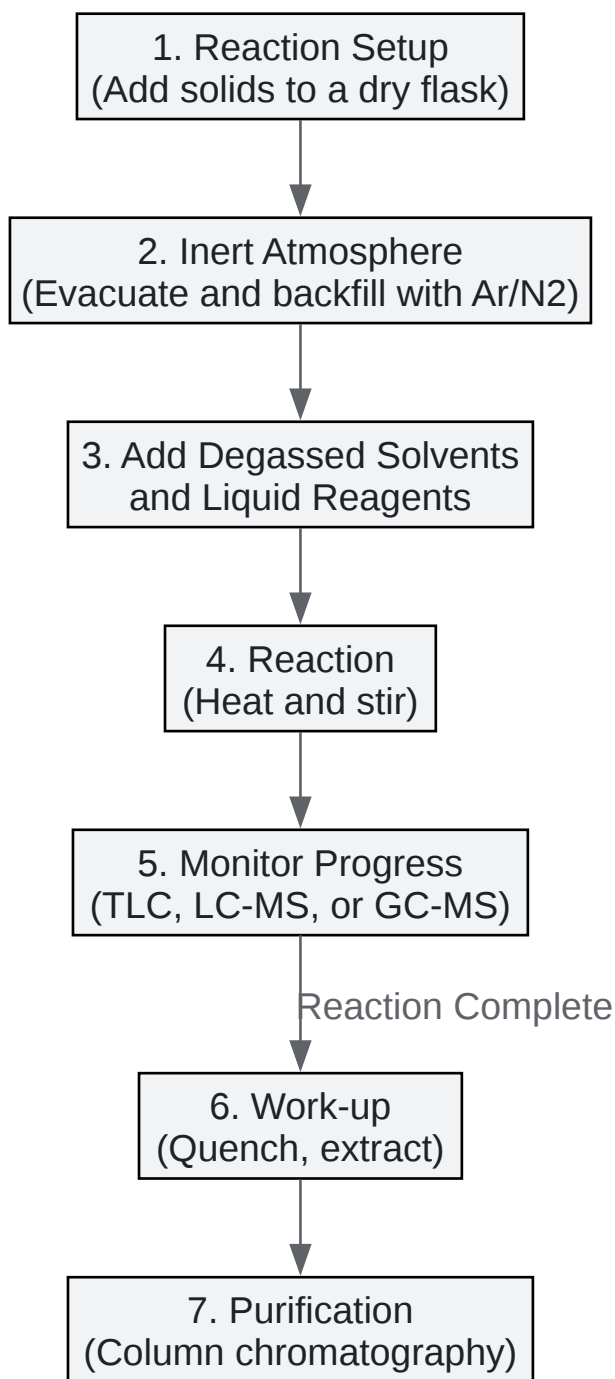 1. Reaction Setup
(Add solids to a dry flask)
2. Inert Atmosphere
(Evacuate and backfill with Ar/N2)
3. Add Degassed Solvents
and Liquid Reagents
4. Reaction
(Heat and stir)
5. Monitor Progress
(TLC, LC-MS, or GC-MS)
Reaction Complete
6. Work-up
(Quench, extract)
7. Purification
(Column chromatography)